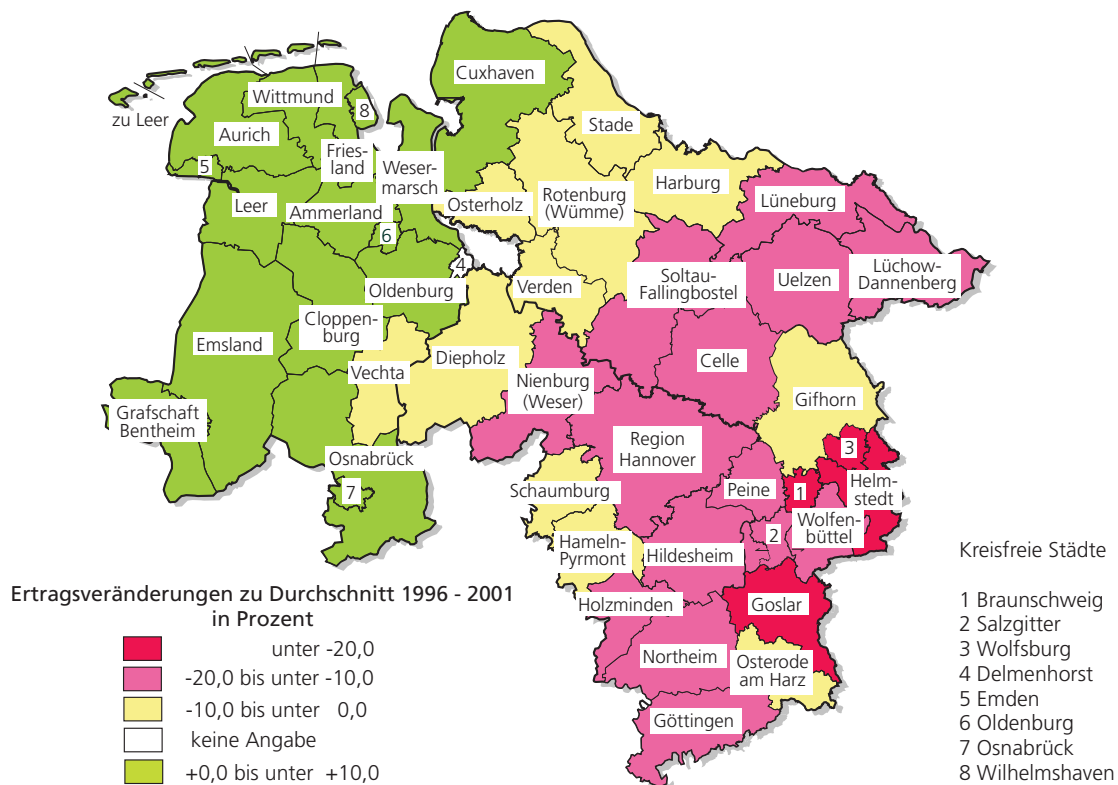 Cuxhaven
Wittmund
8
zu Leer
Stade
Aurich
Fries-
land
Weser-
marsch
5
Harburg
Leer
Ammerland
Osterholz
Rotenburg
(Wümme)
Lüneburg
6
4
Soltau-
Fallingbostel
Uelzen
Lüchow-
Dannenberg
Oldenburg
Verden
Cloppen-
burg
Emsland
Diepholz
Vechta
Celle
Nienburg
(Weser)
Gifhorn
Grafschaft
Bentheim
Region
Hannover
3
Osnabrück
Helm-
stedt
7
Schaumburg
Peine
1
Wolfen-
büttel
2
Hameln-
Pyrmont
Hildesheim
Holzminden
Goslar
Northeim
Osterode
am Harz
Göttingen
Ertragsveränderungen zu Durchschnitt 1996 - 2001
in Prozent
unter -20,0
-20,0 bis unter -10,0
-10,0 bis unter 0,0
keine Angabe
+0,0 bis unter +10,0
Kreisfreie Städte
1 Braunschweig
2 Salzgitter
3 Wolfsburg
4 Delmenhorst
5 Emden
6 Oldenburg
7 Osnabrück
8 Wilhelmshaven